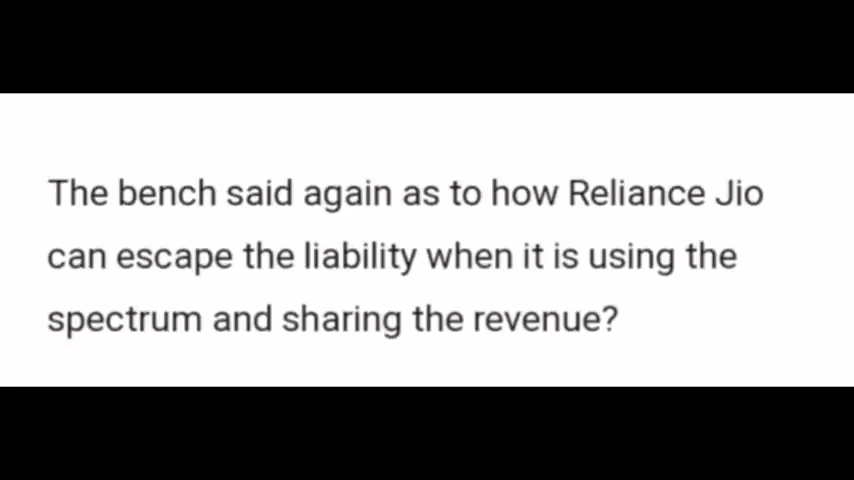 The bench said again as to how Reliance Jio
can escape the liability when it is using the
spectrum and sharing the revenue?